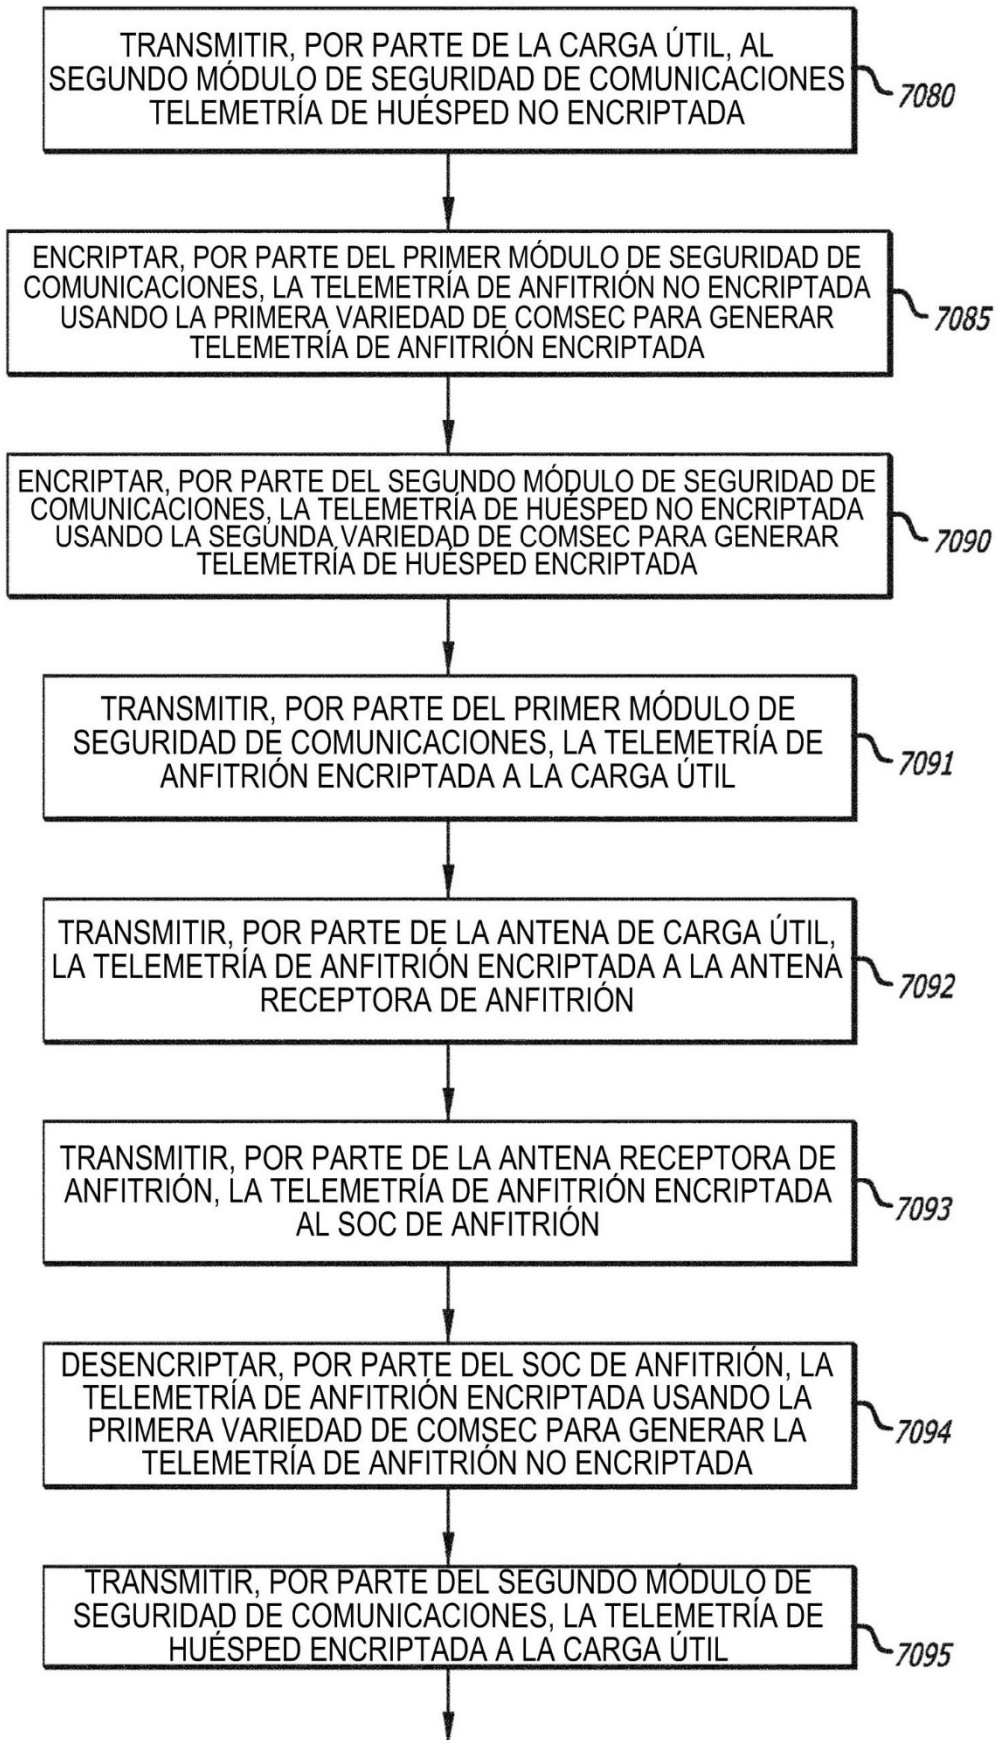 TRANSMITIR, POR PARTE DE LA CARGA ÚTIL, AL
SEGUNDO MÓDULO DE SEGURIDAD DE COMUNICACIONES
TELEMETRÍA DE HUÉSPED NO ENCRIPTADA
7080
ENCRIPTAR, POR PARTE DEL PRIMER MÓDULO DE SEGURIDAD DE
COMUNICACIONES, LA TELEMETRÍA DE ANFITRIÓN NO ENCRIPTADA
USANDO LA PRIMERA VARIEDAD DE COMSEC PARA GENERAR
TELEMETRÍA DE ANFITRIÓN ENCRIPTADA
7085
ENCRIPTAR, POR PARTE DEL SEGUNDO MÓDULO DE SEGURIDAD DE
COMUNICACIONES, LA TELEMETRÍA DE HUÉSPED NO ENCRIPTADA
USANDO LA SEGUNDA VARIEDAD DE COMSEC PARA GENERAR
TELEMETRÍA DE HUÉSPED ENCRIPTADA
7090
TRANSMITIR, POR PARTE DEL PRIMER MÓDULO DE
SEGURIDAD DE COMUNICACIONES, LA TELEMETRÍA DE
ANFITRIÓN ENCRIPTADA A LA CARGA ÚTIL
7091
TRANSMITIR, POR PARTE DE LA ANTENA DE CARGA ÚTIL,
LA TELEMETRÍA DE ANFITRIÓN ENCRIPTADA A LA ANTENA
RECEPTORA DE ANFITRIÓN
7092
TRANSMITIR, POR PARTE DE LA ANTENA RECEPTORA DE
ANFITRIÓN, LA TELEMETRÍA DE ANFITRIÓN ENCRIPTADA
AL SOC DE ANFITRIÓN
7093
DESENCRIPTAR, POR PARTE DEL SOC DE ANFITRIÓN, LA
TELEMETRÍA DE ANFITRIÓN ENCRIPTADA USANDO LA
PRIMERA VARIEDAD DE COMSEC PARA GENERAR LA
TELEMETRÍA DE ANFITRIÓN NO ENCRIPTADA
7094
TRANSMITIR, POR PARTE DEL SEGUNDO MÓDULO DE
SEGURIDAD DE COMUNICACIONES, LA TELEMETRÍA DE
HUÉSPED ENCRIPTADA A LA CARGA ÚTIL
7095